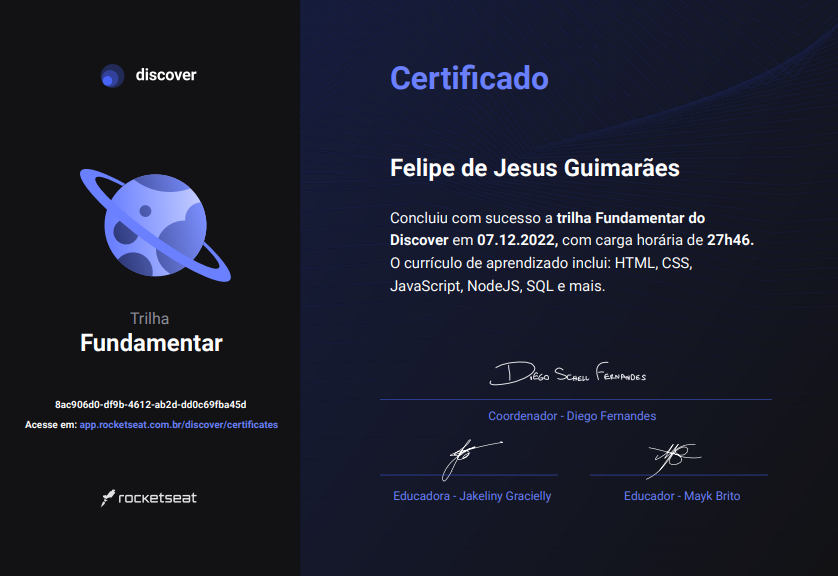 discover
Trilha
Fundamentar
8ac906d0-df9b-4612-ab2d-dd0c69fba45d
Acesse em: app.rocketseat.com.br/discover/certificates
rocketseat
Certificado
Felipe de Jesus Guimarães
Concluiu com sucesso a trilha Fundamentar do
Discover em 07.12.2022, com carga horária de 27h46.
O currículo de aprendizado inclui: HTML, CSS,
JavaScript, NodeJS, SQL e mais.
Diego Schell Fernandes
Coordenador - Diego Fernandes
Educadora - Jakeliny Gracielly
Educador - Mayk Brito